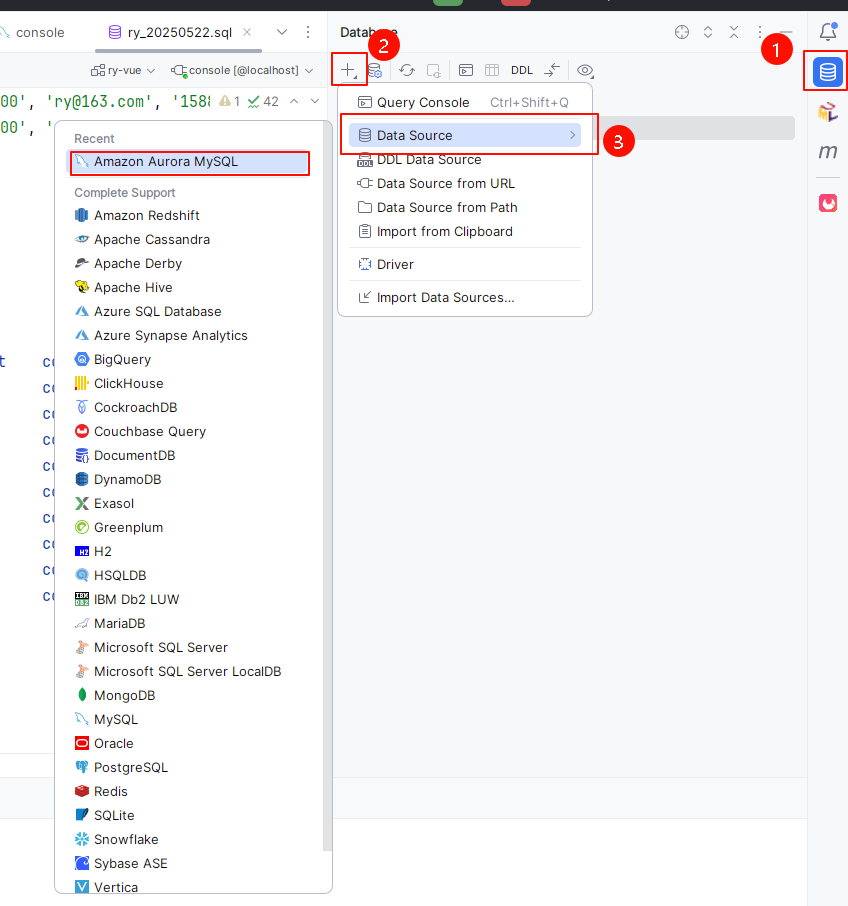 console
ry_20250522.sql
Database
1
2
ry-vue
console [@localhost]
DDL
00', 'ry@163.com', '1588
1
42
00', '
Query Console Ctrl+Shift+Q
Data Source
3
DDL Data Source
Data Source from URL
Data Source from Path
Import from Clipboard
Driver
Import Data Sources...
Recent
Amazon Aurora MySQL
Complete Support
Amazon Redshift
Apache Cassandra
Apache Derby
Apache Hive
Azure SQL Database
Azure Synapse Analytics
BigQuery
ClickHouse
CockroachDB
Couchbase Query
DocumentDB
DynamoDB
Exasol
Greenplum
H2
HSQLDB
IBM Db2 LUW
MariaDB
Microsoft SQL Server
Microsoft SQL Server LocalDB
MongoDB
MySQL
Oracle
PostgreSQL
Redis
SQLite
Snowflake
Sybase ASE
Vertica
t co
co
co
co
co
co
co
co
co
co
m